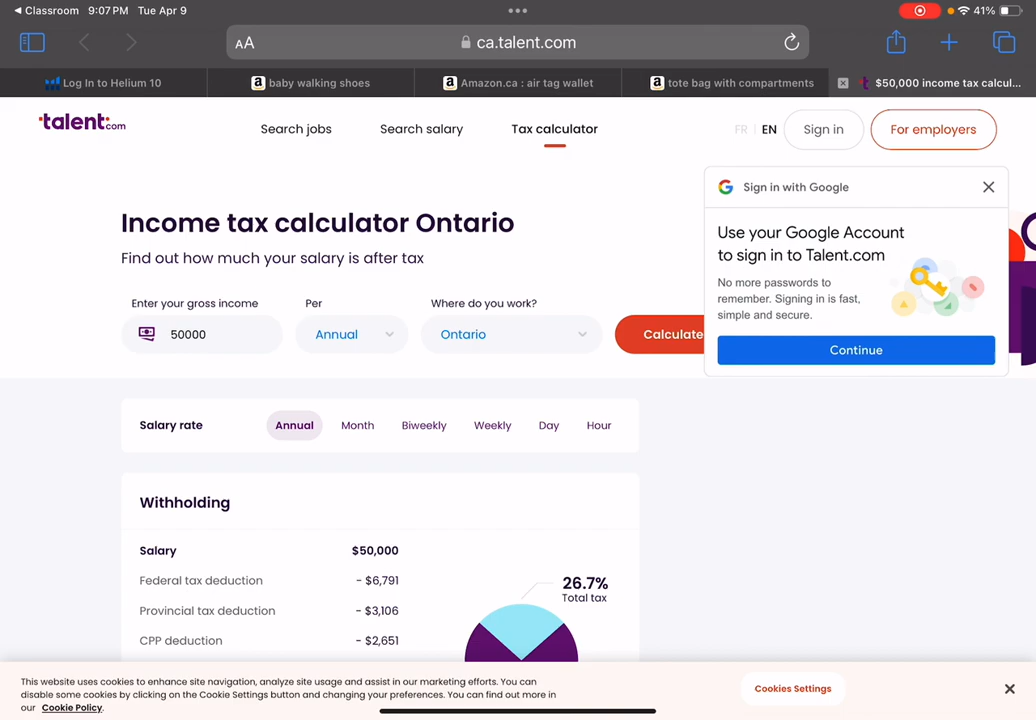 Classroom 9:07 PM Tue Apr 9
41%
AA
ca.talent.com
Log In to Helium 10
baby walking shoes
Amazon.ca : air tag wallet
tote bag with compartments
$50,000 income tax calcul...
talent.com
Search jobs
Search salary
Tax calculator
FR | EN
Sign in
For employers
Sign in with Google
Use your Google Account
to sign in to Talent.com
No more passwords to
remember. Signing in is fast,
simple and secure.
Continue
Income tax calculator Ontario
Find out how much your salary is after tax
Enter your gross income
Per
Where do you work?
50000
Annual
Ontario
Calculate
Salary rate
Annual
Month
Biweekly
Weekly
Day
Hour
Withholding
Salary $50,000
Federal tax deduction - $6,791
Provincial tax deduction - $3,106
CPP deduction - $2,651
26.7%
Total tax
This website uses cookies to enhance site navigation, analyze site usage and assist in our marketing efforts. You can
disable some cookies by clicking on the Cookie Settings button and changing your preferences. You can find out more in
our Cookie Policy.
Cookies Settings